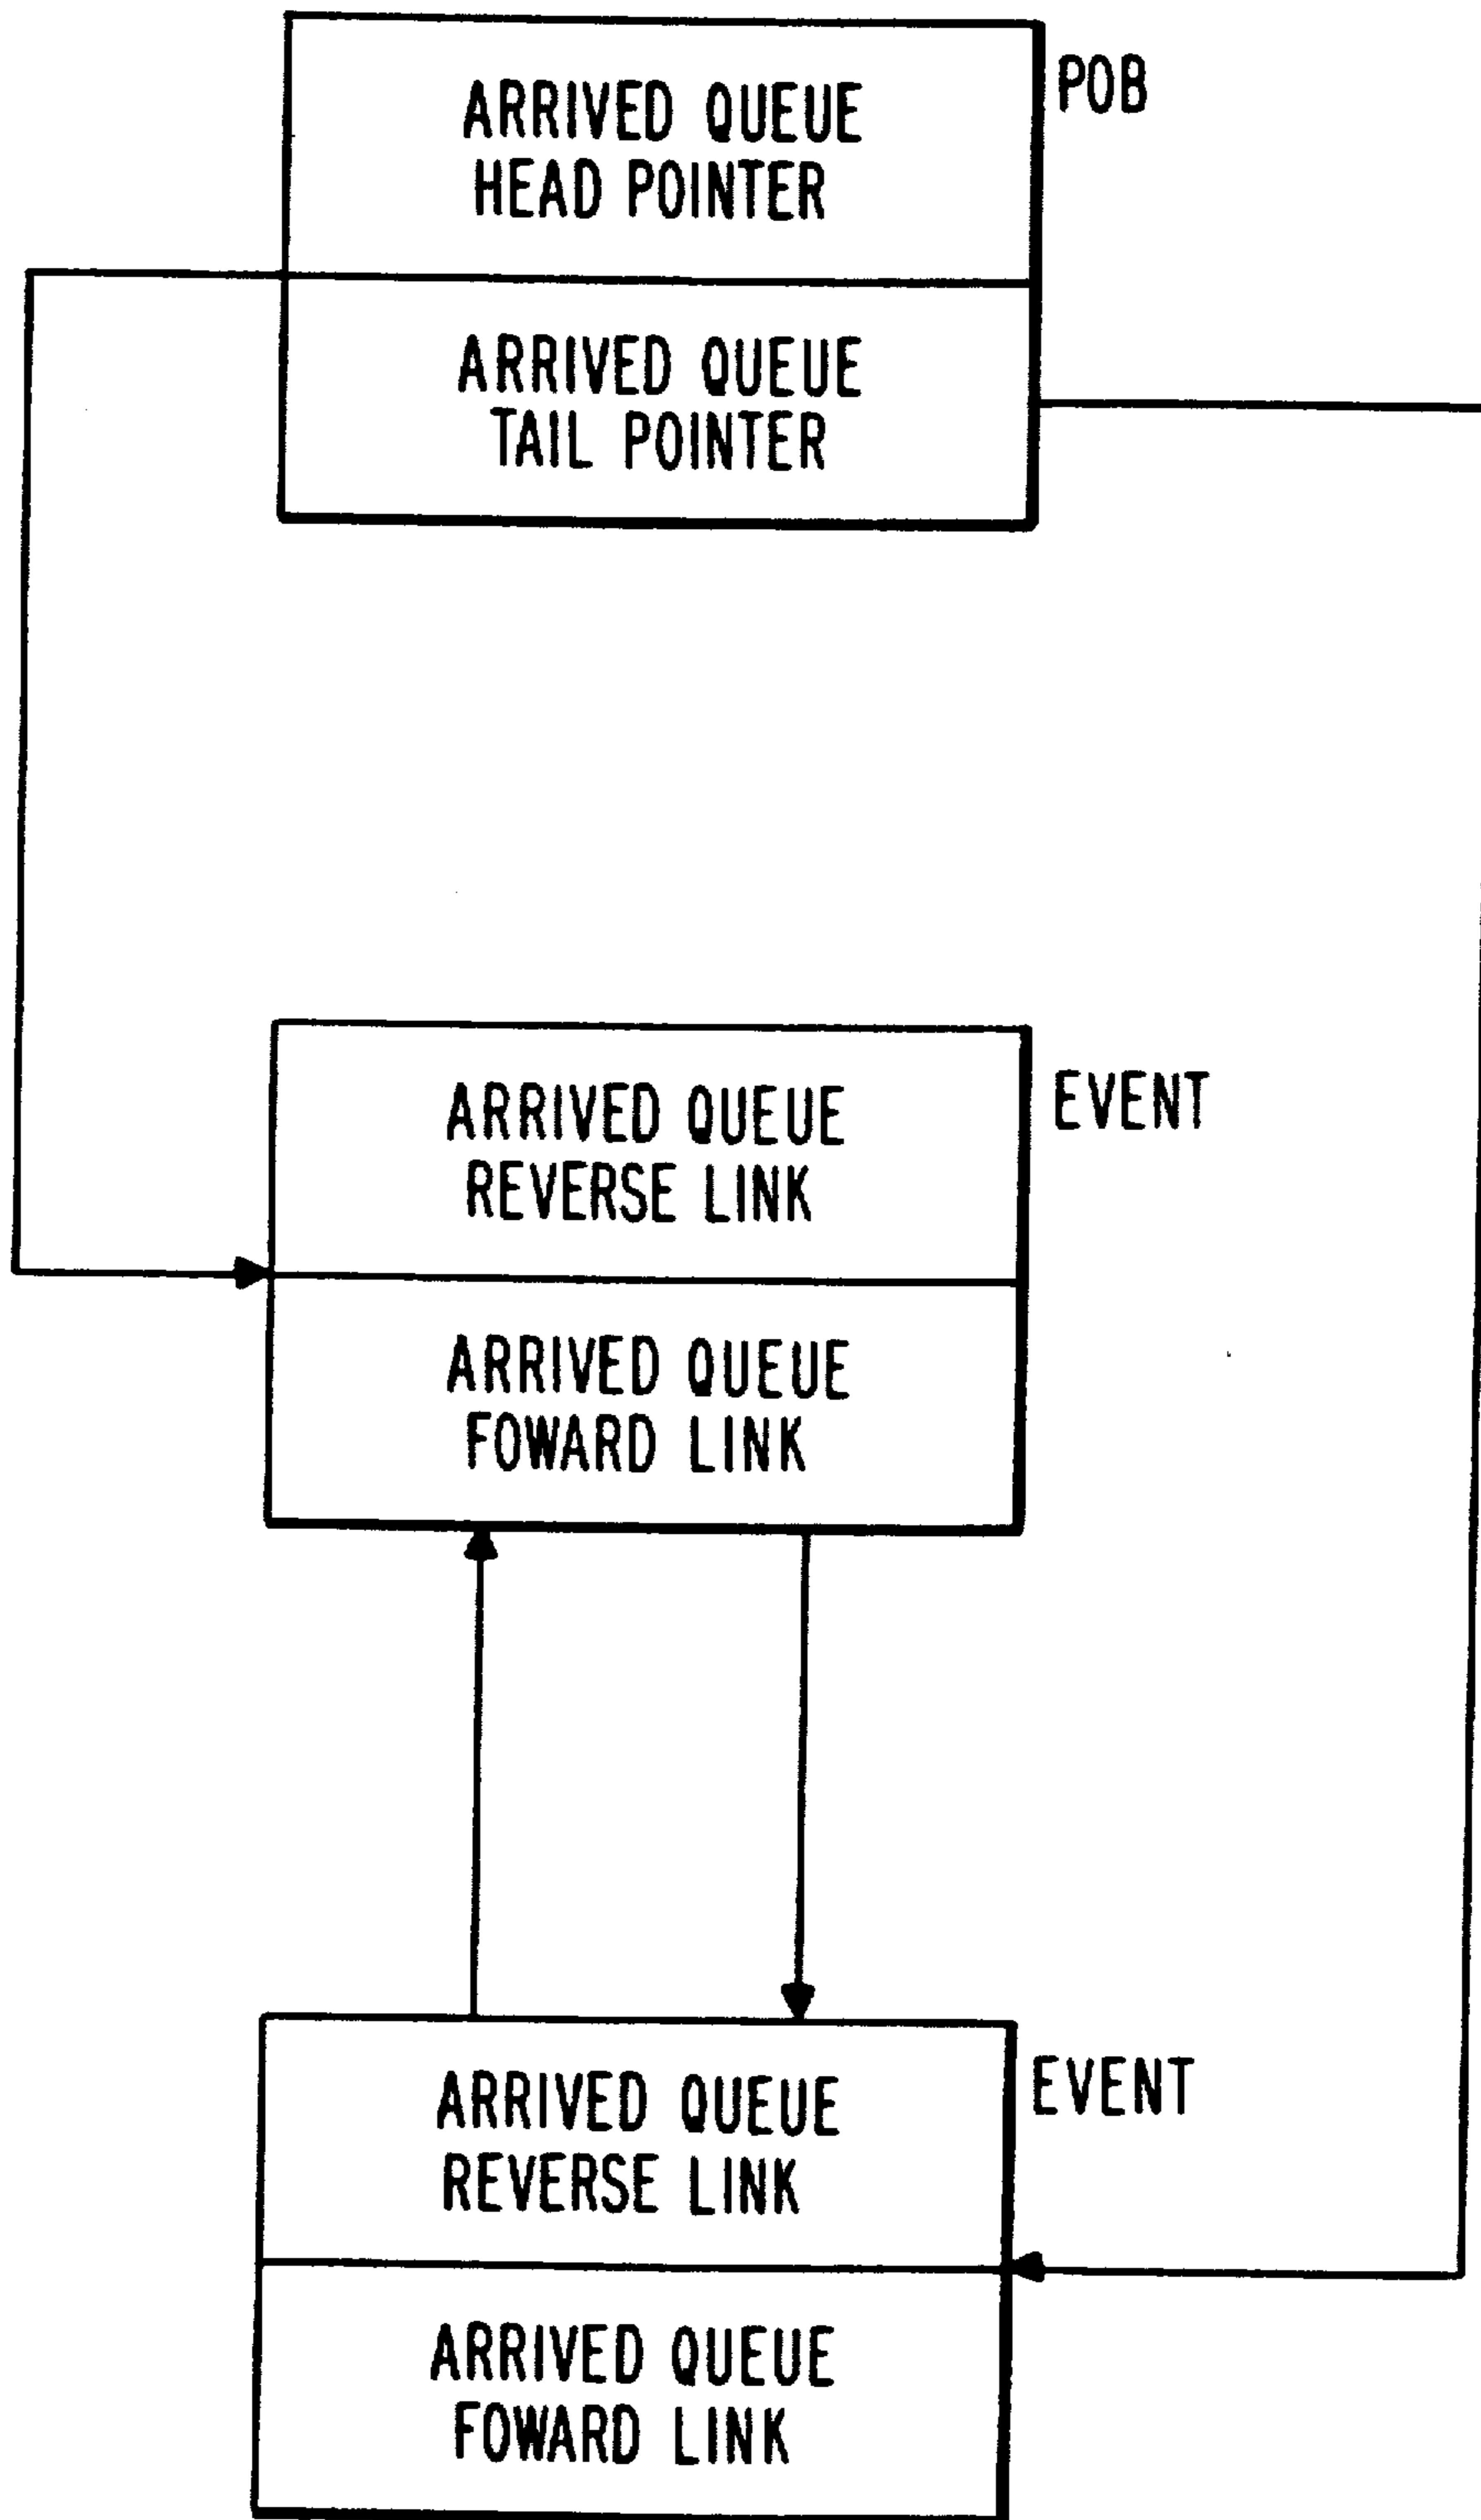 ARRIVED QUEUE
HEAD POINTER
POB
ARRIVED QUEUE
TAIL POINTER
ARRIVED QUEUE
REVERSE LINK
EVENT
ARRIVED QUEUE
FOWARD LINK
ARRIVED QUEUE
REVERSE LINK
EVENT
ARRIVED QUEUE
FOWARD LINK